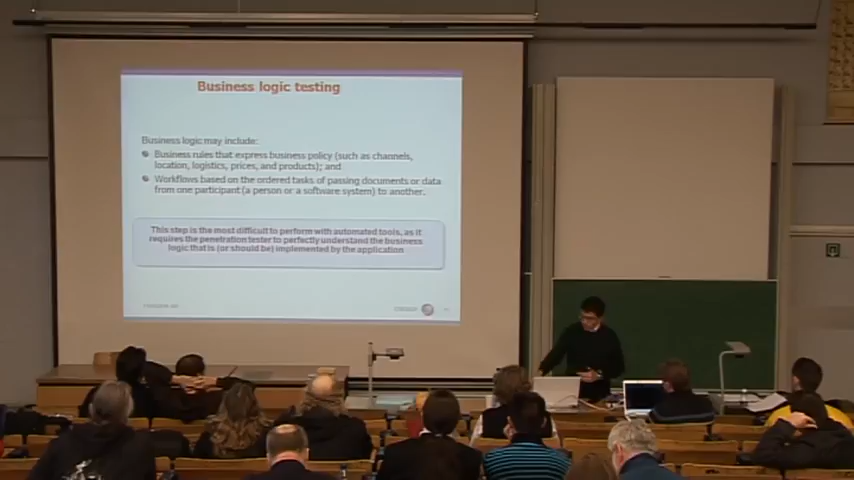 Business logic testing
Business logic may include:
Business rules that express business policy (such as channels,
location, logistics, prices, and products); and
Workflows based on the ordered tasks of passing documents or data
from one participant (a person or a software system) to another.
This step is the most difficult to perform with automated tools, as it
requires the penetration tester to perfectly understand the business
logic that is (or should be) implemented by the application